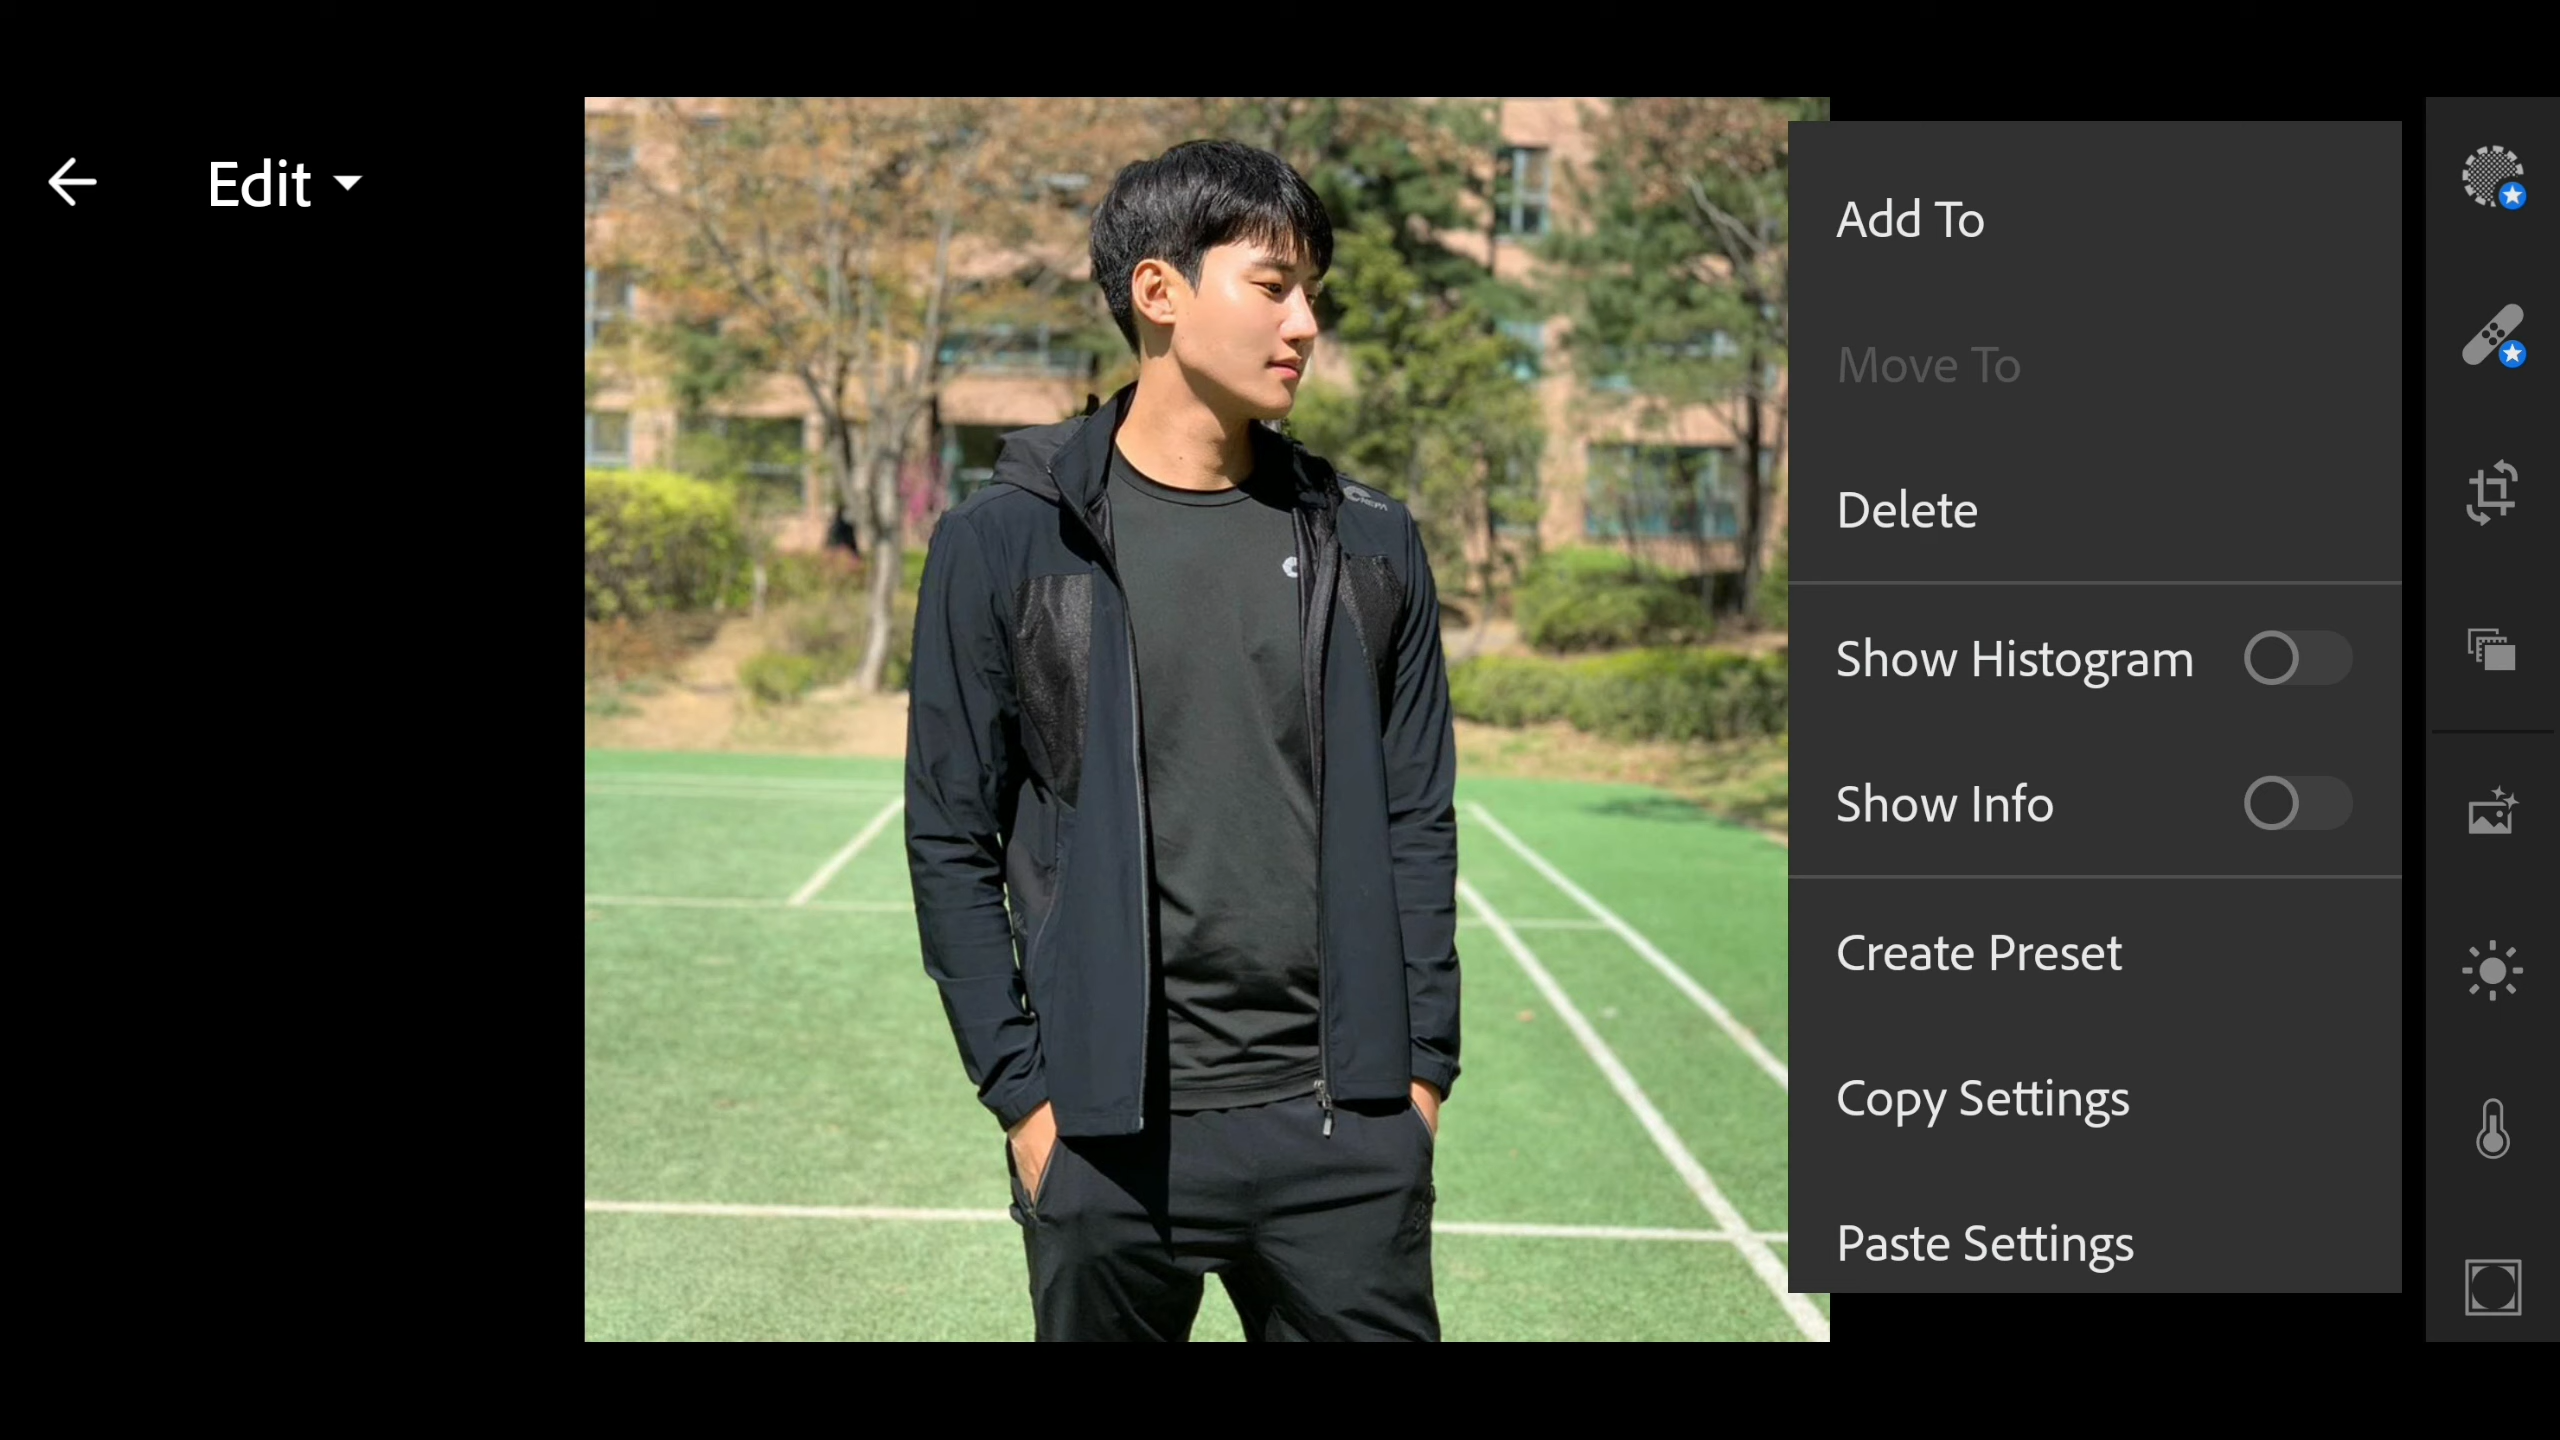 Edit
Add To
Move To
Delete
Show Histogram
Show Info
Create Preset
Copy Settings
Paste Settings